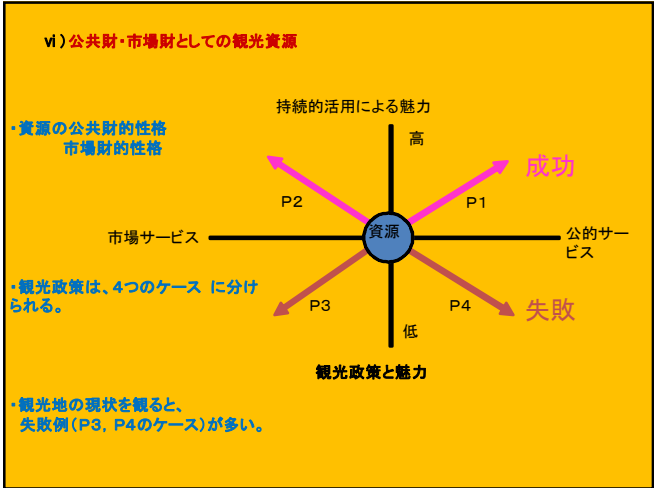 ⅵ)公共財・市場財としての観光資源
・資源の公共財的性格
市場財的性格
・観光政策は、4つのケース に分け
られる。
・観光地の現状を観ると、
失敗例(P3, P4のケース)が多い。
持続的活用による魅力
高
成功
P2
P1
市場サービス
資源
公的サー
ビス
P3
P4
失敗
低
観光政策と魅力